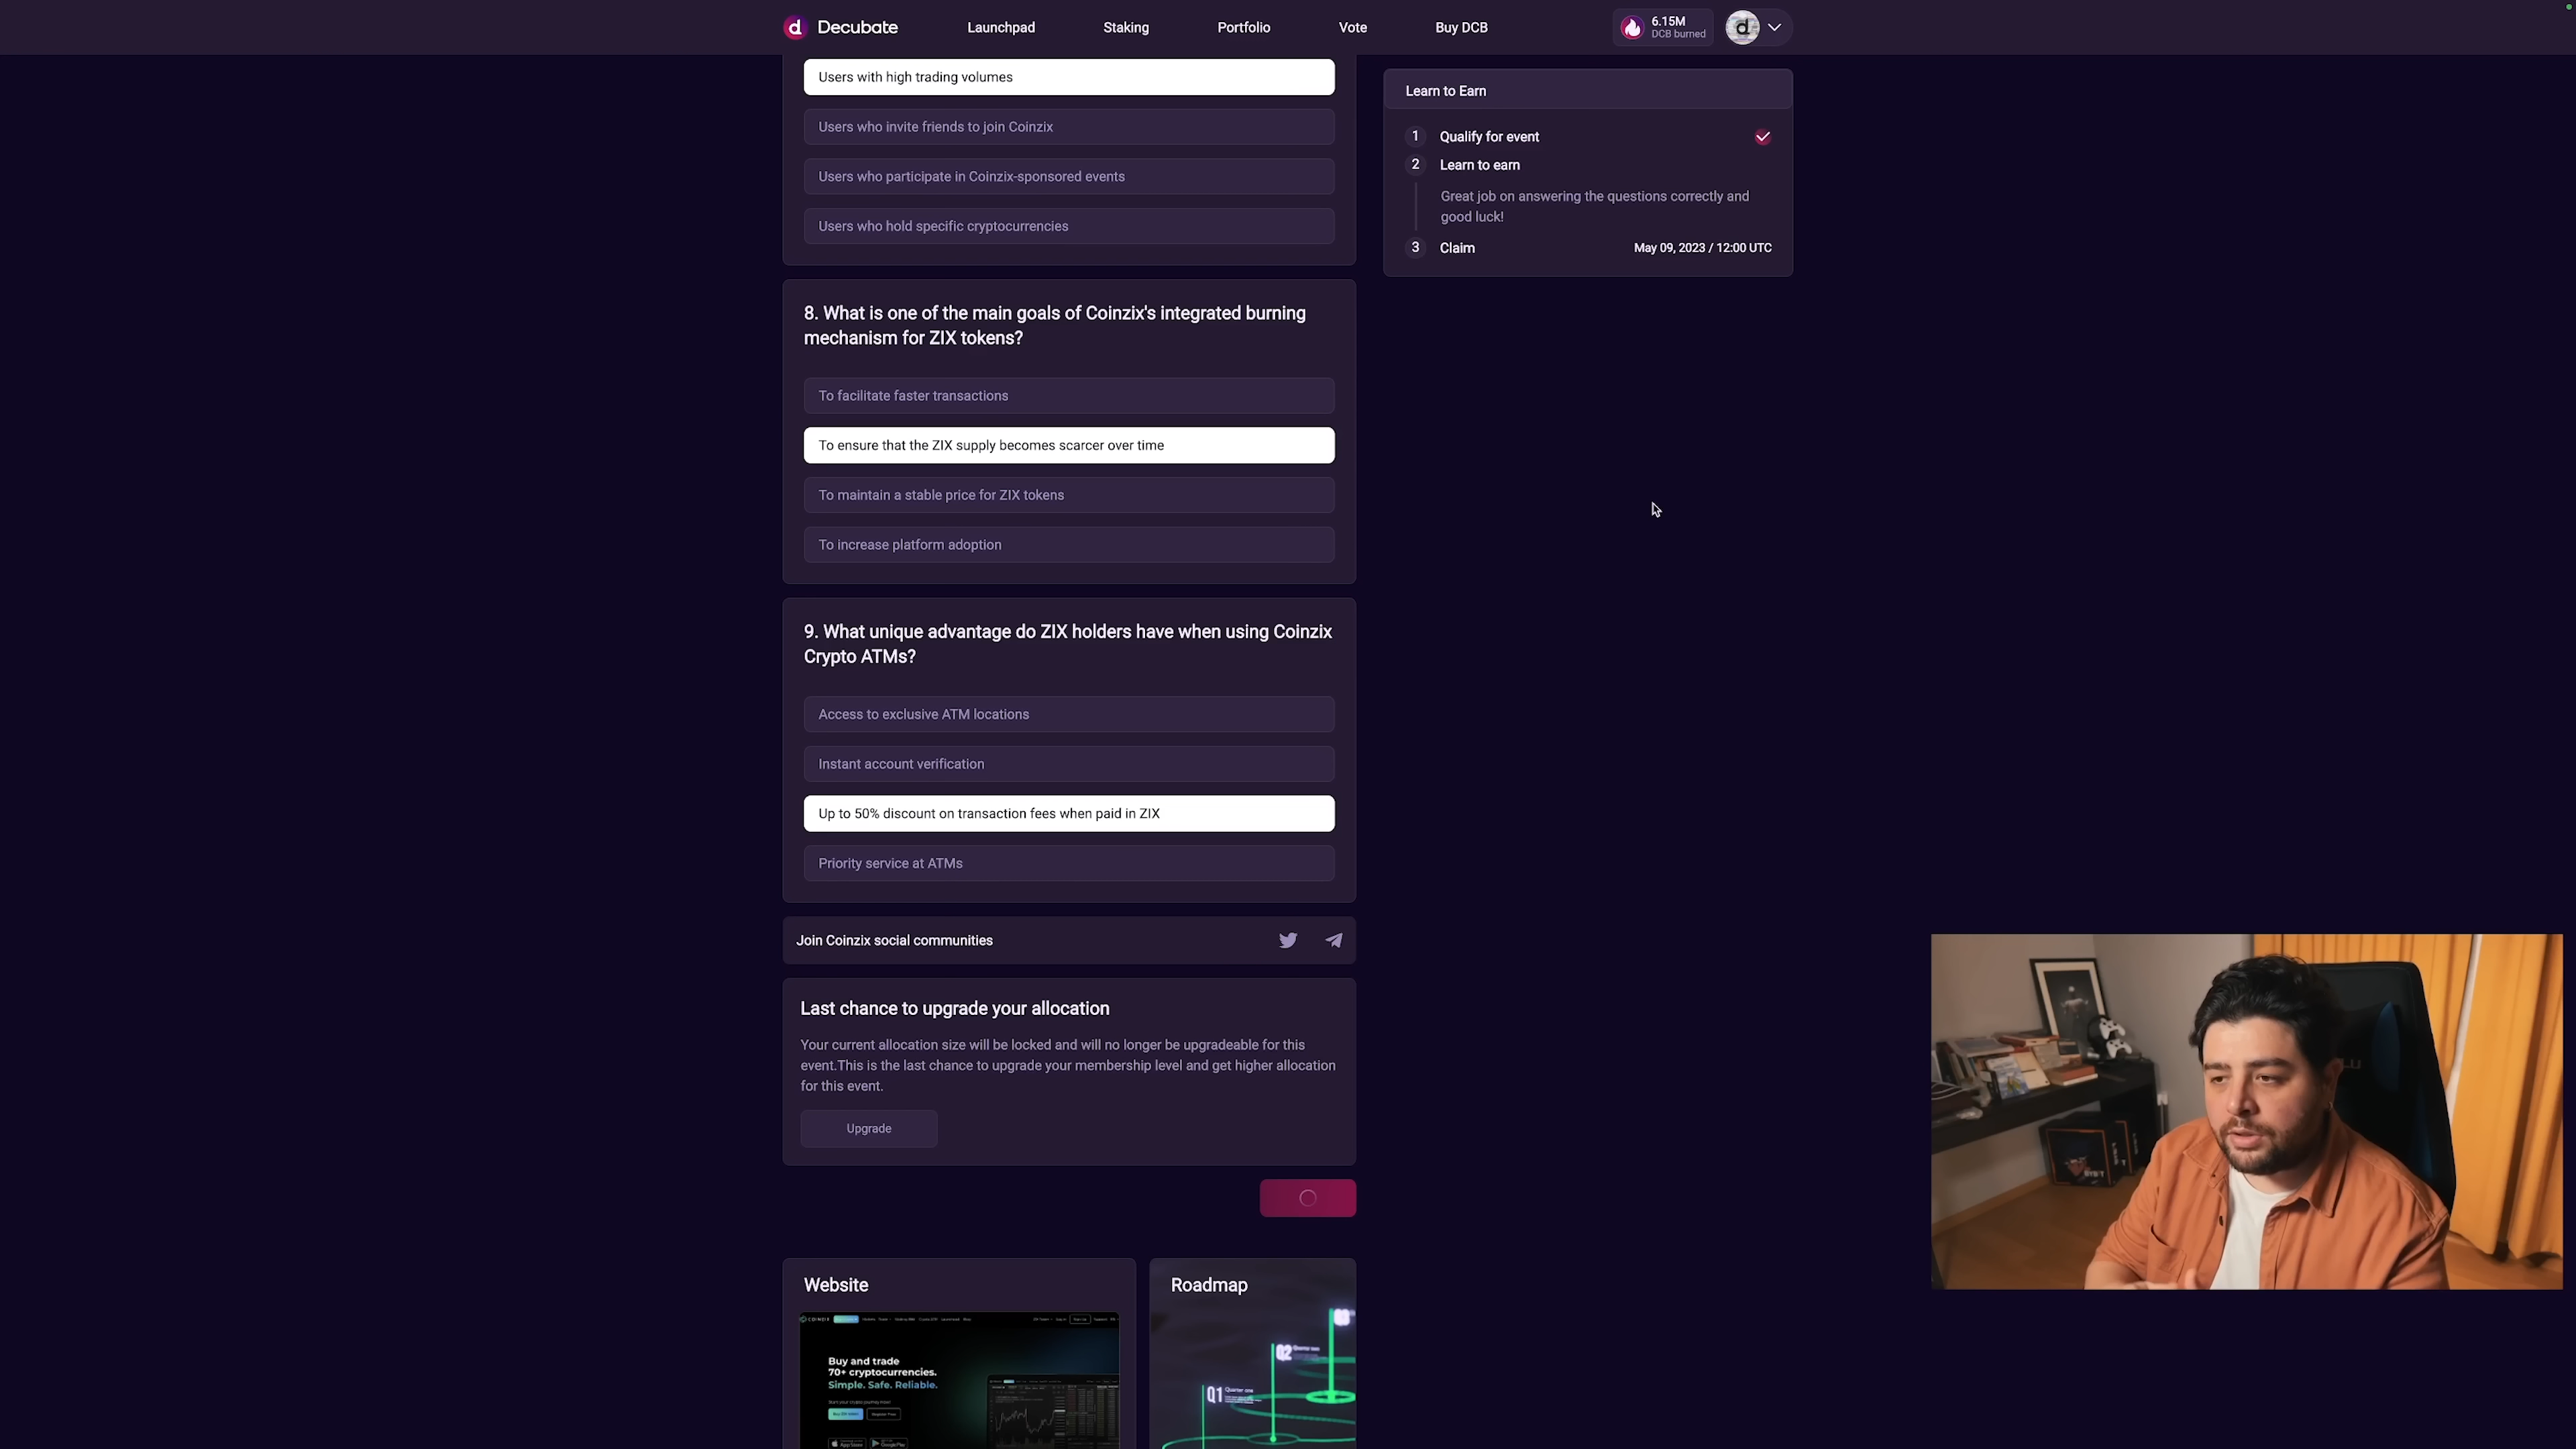 Decubate
Launchpad
Staking
Portfolio
Vote
Buy DCB
6.15M
DCB burned
Users with high trading volumes
Users who invite friends to join Coinzix
Users who participate in Coinzix-sponsored events
Users who hold specific cryptocurrencies
8. What is one of the main goals of Coinzix's integrated burning
mechanism for ZIX tokens?
To facilitate faster transactions
To ensure that the ZIX supply becomes scarcer over time
To maintain a stable price for ZIX tokens
To increase platform adoption
9. What unique advantage do ZIX holders have when using Coinzix
Crypto ATMs?
Access to exclusive ATM locations
Instant account verification
Up to 50% discount on transaction fees when paid in ZIX
Priority service at ATMs
Join Coinzix social communities
Last chance to upgrade your allocation
Your current allocation size will be locked and will no longer be upgradeable for this
event.This is the last chance to upgrade your membership level and get higher allocation
for this event.
Upgrade
Website
COINZIX
Buy and trade
70+ cryptocurrencies.
Simple. Safe. Reliable.
App Store
Google Play
Roadmap
Q1 Quarter one
Q2
Learn to Earn
1 Qualify for event
2 Learn to earn
Great job on answering the questions correctly and
good luck!
3 Claim
May 09, 2023 / 12:00 UTC